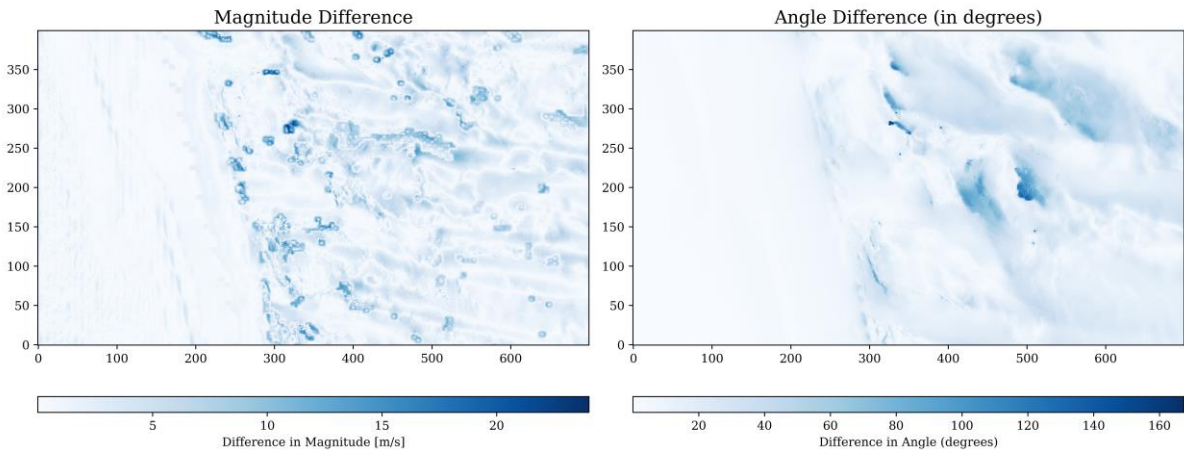 Magnitude Difference
Angle Difference (in degrees)
350
300
250
200
150
100
50
0
0 100 200 300 400 500 600
350
300
250
200
150
100
50
0
0 100 200 300 400 500 600
5 10 15 20
Difference in Magnitude [m/s]
20 40 60 80 100 120 140 160
Difference in Angle (degrees)